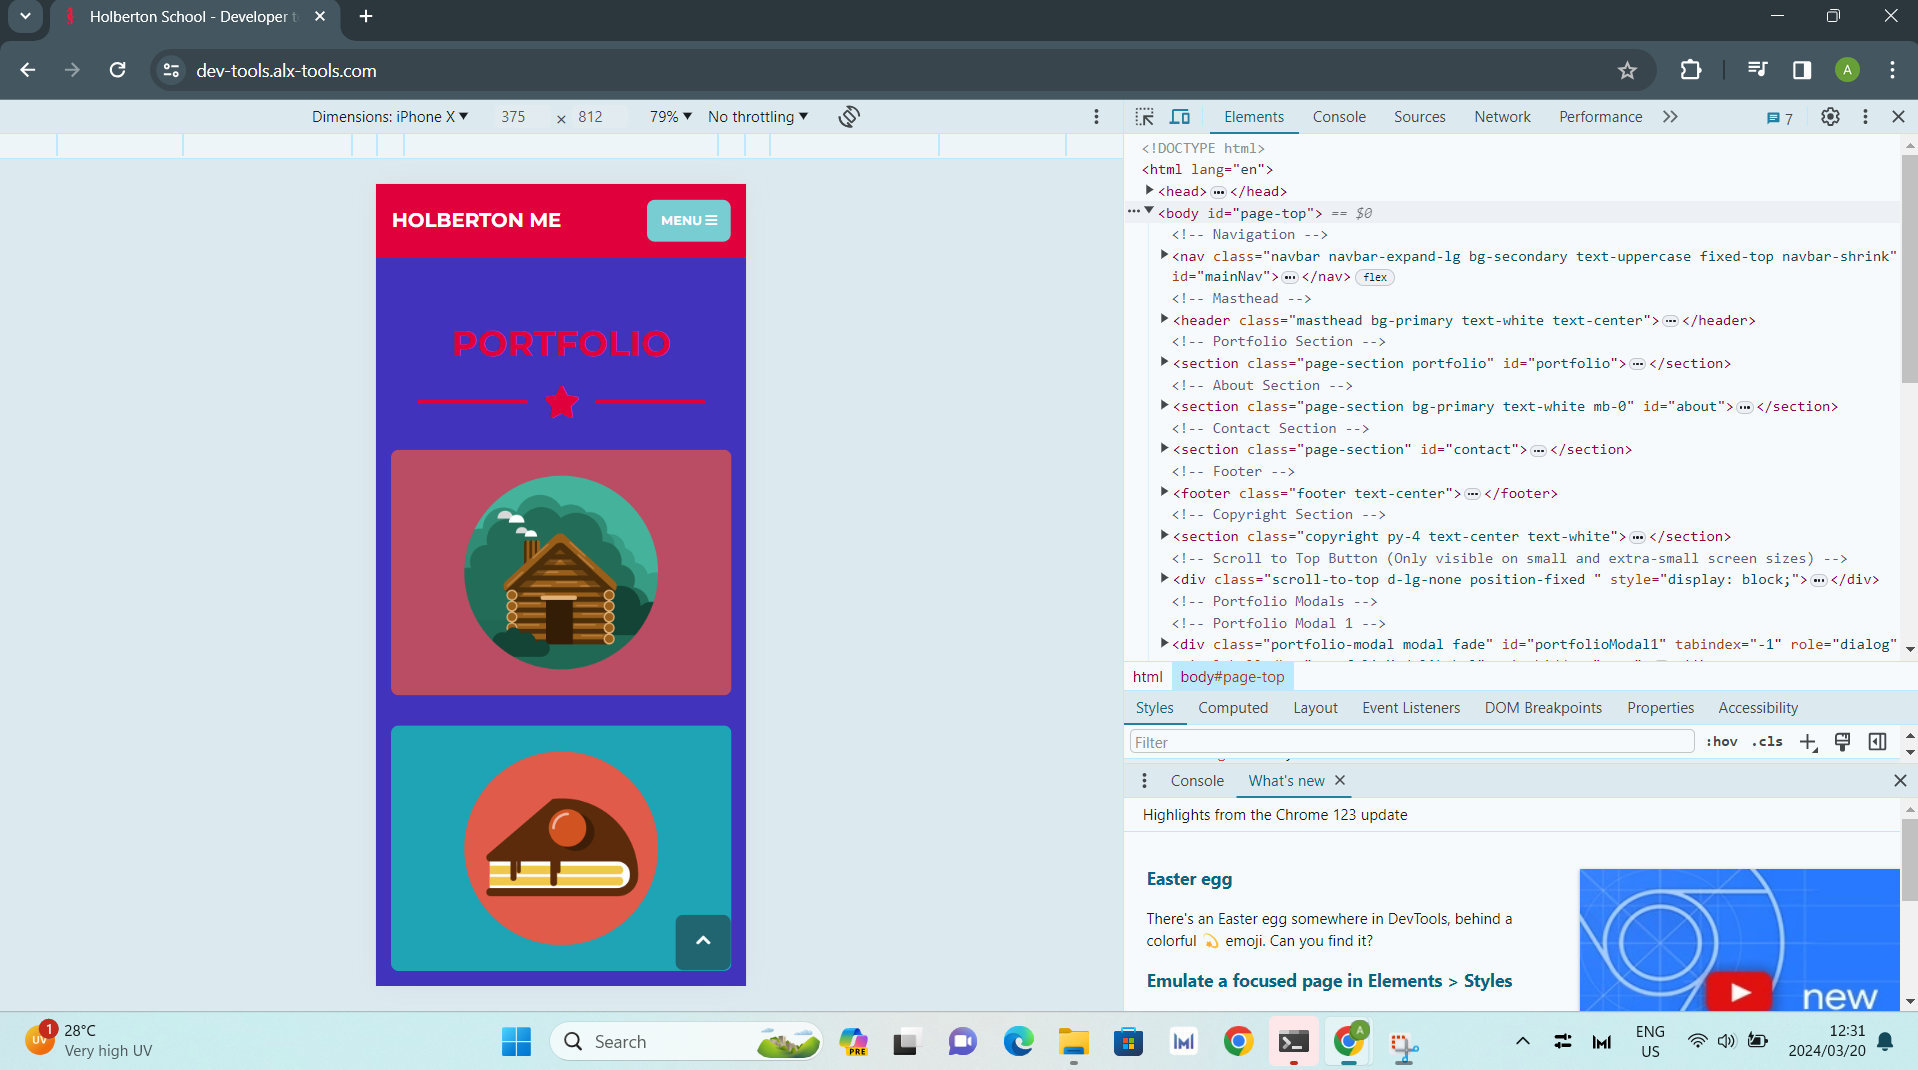 Holberton School - Developer t
dev-tools.alx-tools.com
A
Dimensions: iPhone X ▼ 375 × 812 79% ▼ No throttling ▼
Elements Console Sources Network Performance 7
HOLBERTON ME
MENU
PORTFOLIO
<!DOCTYPE html>
<html lang="en">
<head> ··· </head>
··· <body id="page-top"> == $0
<!-- Navigation -->
<nav class="navbar navbar-expand-lg bg-secondary text-uppercase fixed-top navbar-shrink"
id="mainNav"> ··· </nav> flex
<!-- Masthead -->
<header class="masthead bg-primary text-white text-center"> ··· </header>
<!-- Portfolio Section -->
<section class="page-section portfolio" id="portfolio"> ··· </section>
<!-- About Section -->
<section class="page-section bg-primary text-white mb-0" id="about"> ··· </section>
<!-- Contact Section -->
<section class="page-section" id="contact"> ··· </section>
<!-- Footer -->
<footer class="footer text-center"> ··· </footer>
<!-- Copyright Section -->
<section class="copyright py-4 text-center text-white"> ··· </section>
<!-- Scroll to Top Button (Only visible on small and extra-small screen sizes) -->
<div class="scroll-to-top d-lg-none position-fixed " style="display: block;"> ··· </div>
<!-- Portfolio Modals -->
<!-- Portfolio Modal 1 -->
<div class="portfolio-modal modal fade" id="portfolioModal1" tabindex="-1" role="dialog"
html body#page-top
Styles Computed Layout Event Listeners DOM Breakpoints Properties Accessibility
Filter :hov .cls
Console What's new
Highlights from the Chrome 123 update
Easter egg
There's an Easter egg somewhere in DevTools, behind a
colorful 💫 emoji. Can you find it?
Emulate a focused page in Elements > Styles
new
UV 1 28°C
Very high UV
Search
PRE
A
ENG
US
12:31
2024/03/20